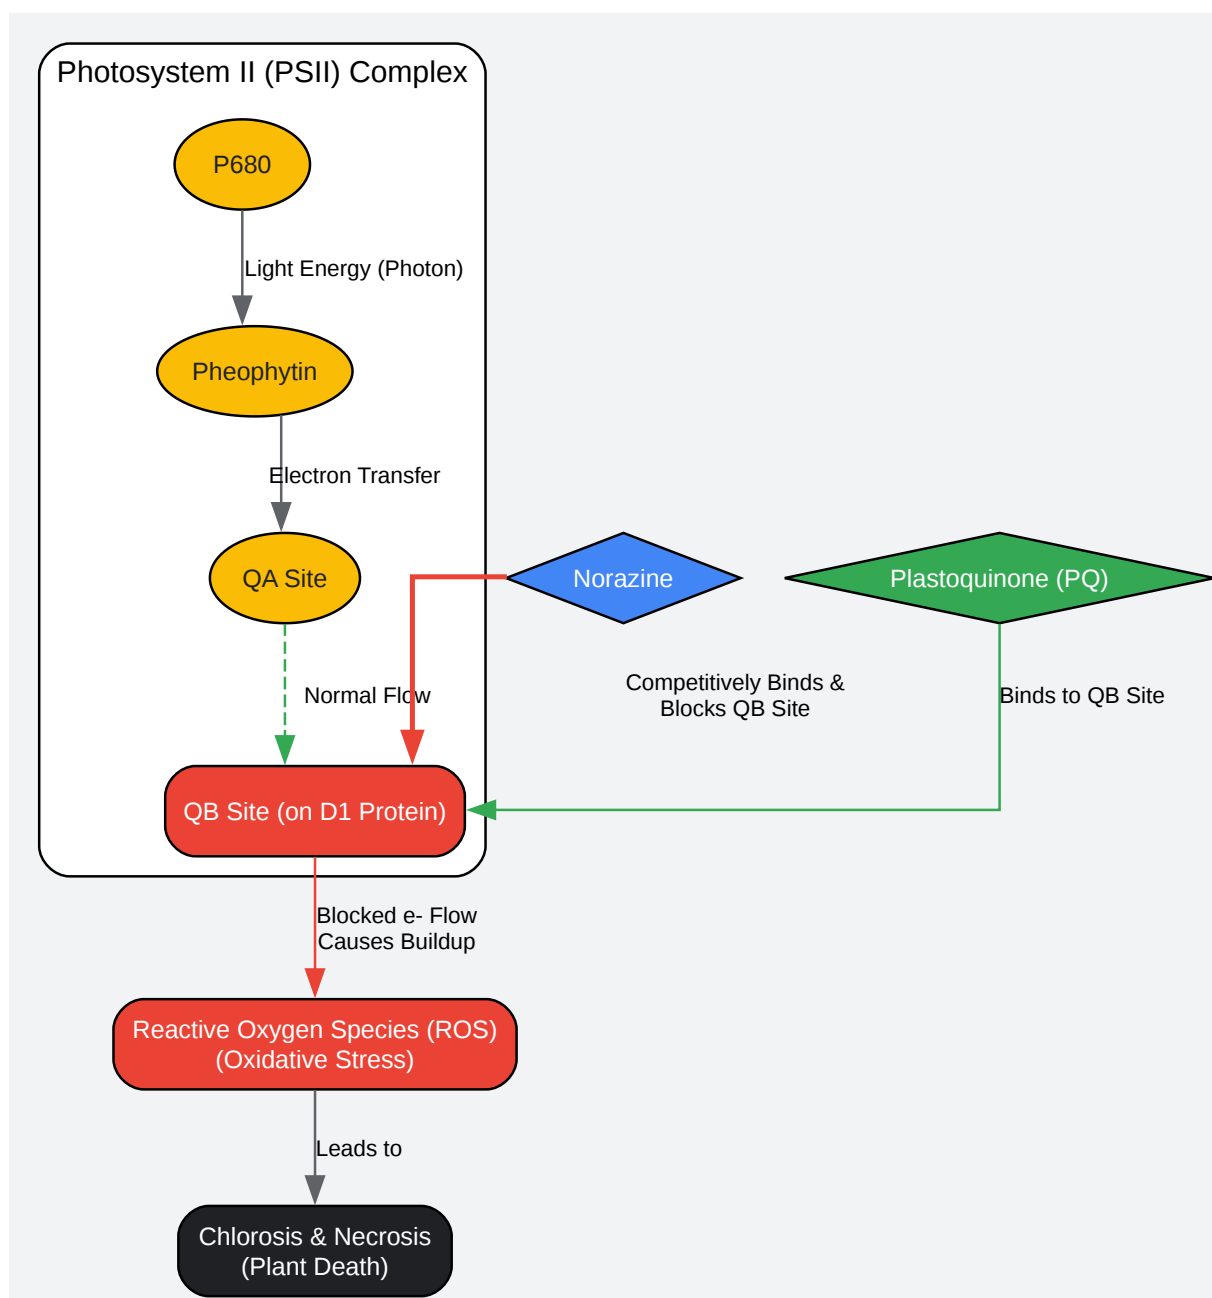 Photosystem II (PSII) Complex
P680
Light Energy (Photon)
Pheophytin
Electron Transfer
QA Site
Norazine
Plastoquinone (PQ)
Normal Flow
Competitively Binds &
Blocks QB Site
Binds to QB Site
QB Site (on D1 Protein)
Blocked e- Flow
Causes Buildup
Reactive Oxygen Species (ROS)
(Oxidative Stress)
Leads to
Chlorosis & Necrosis
(Plant Death)